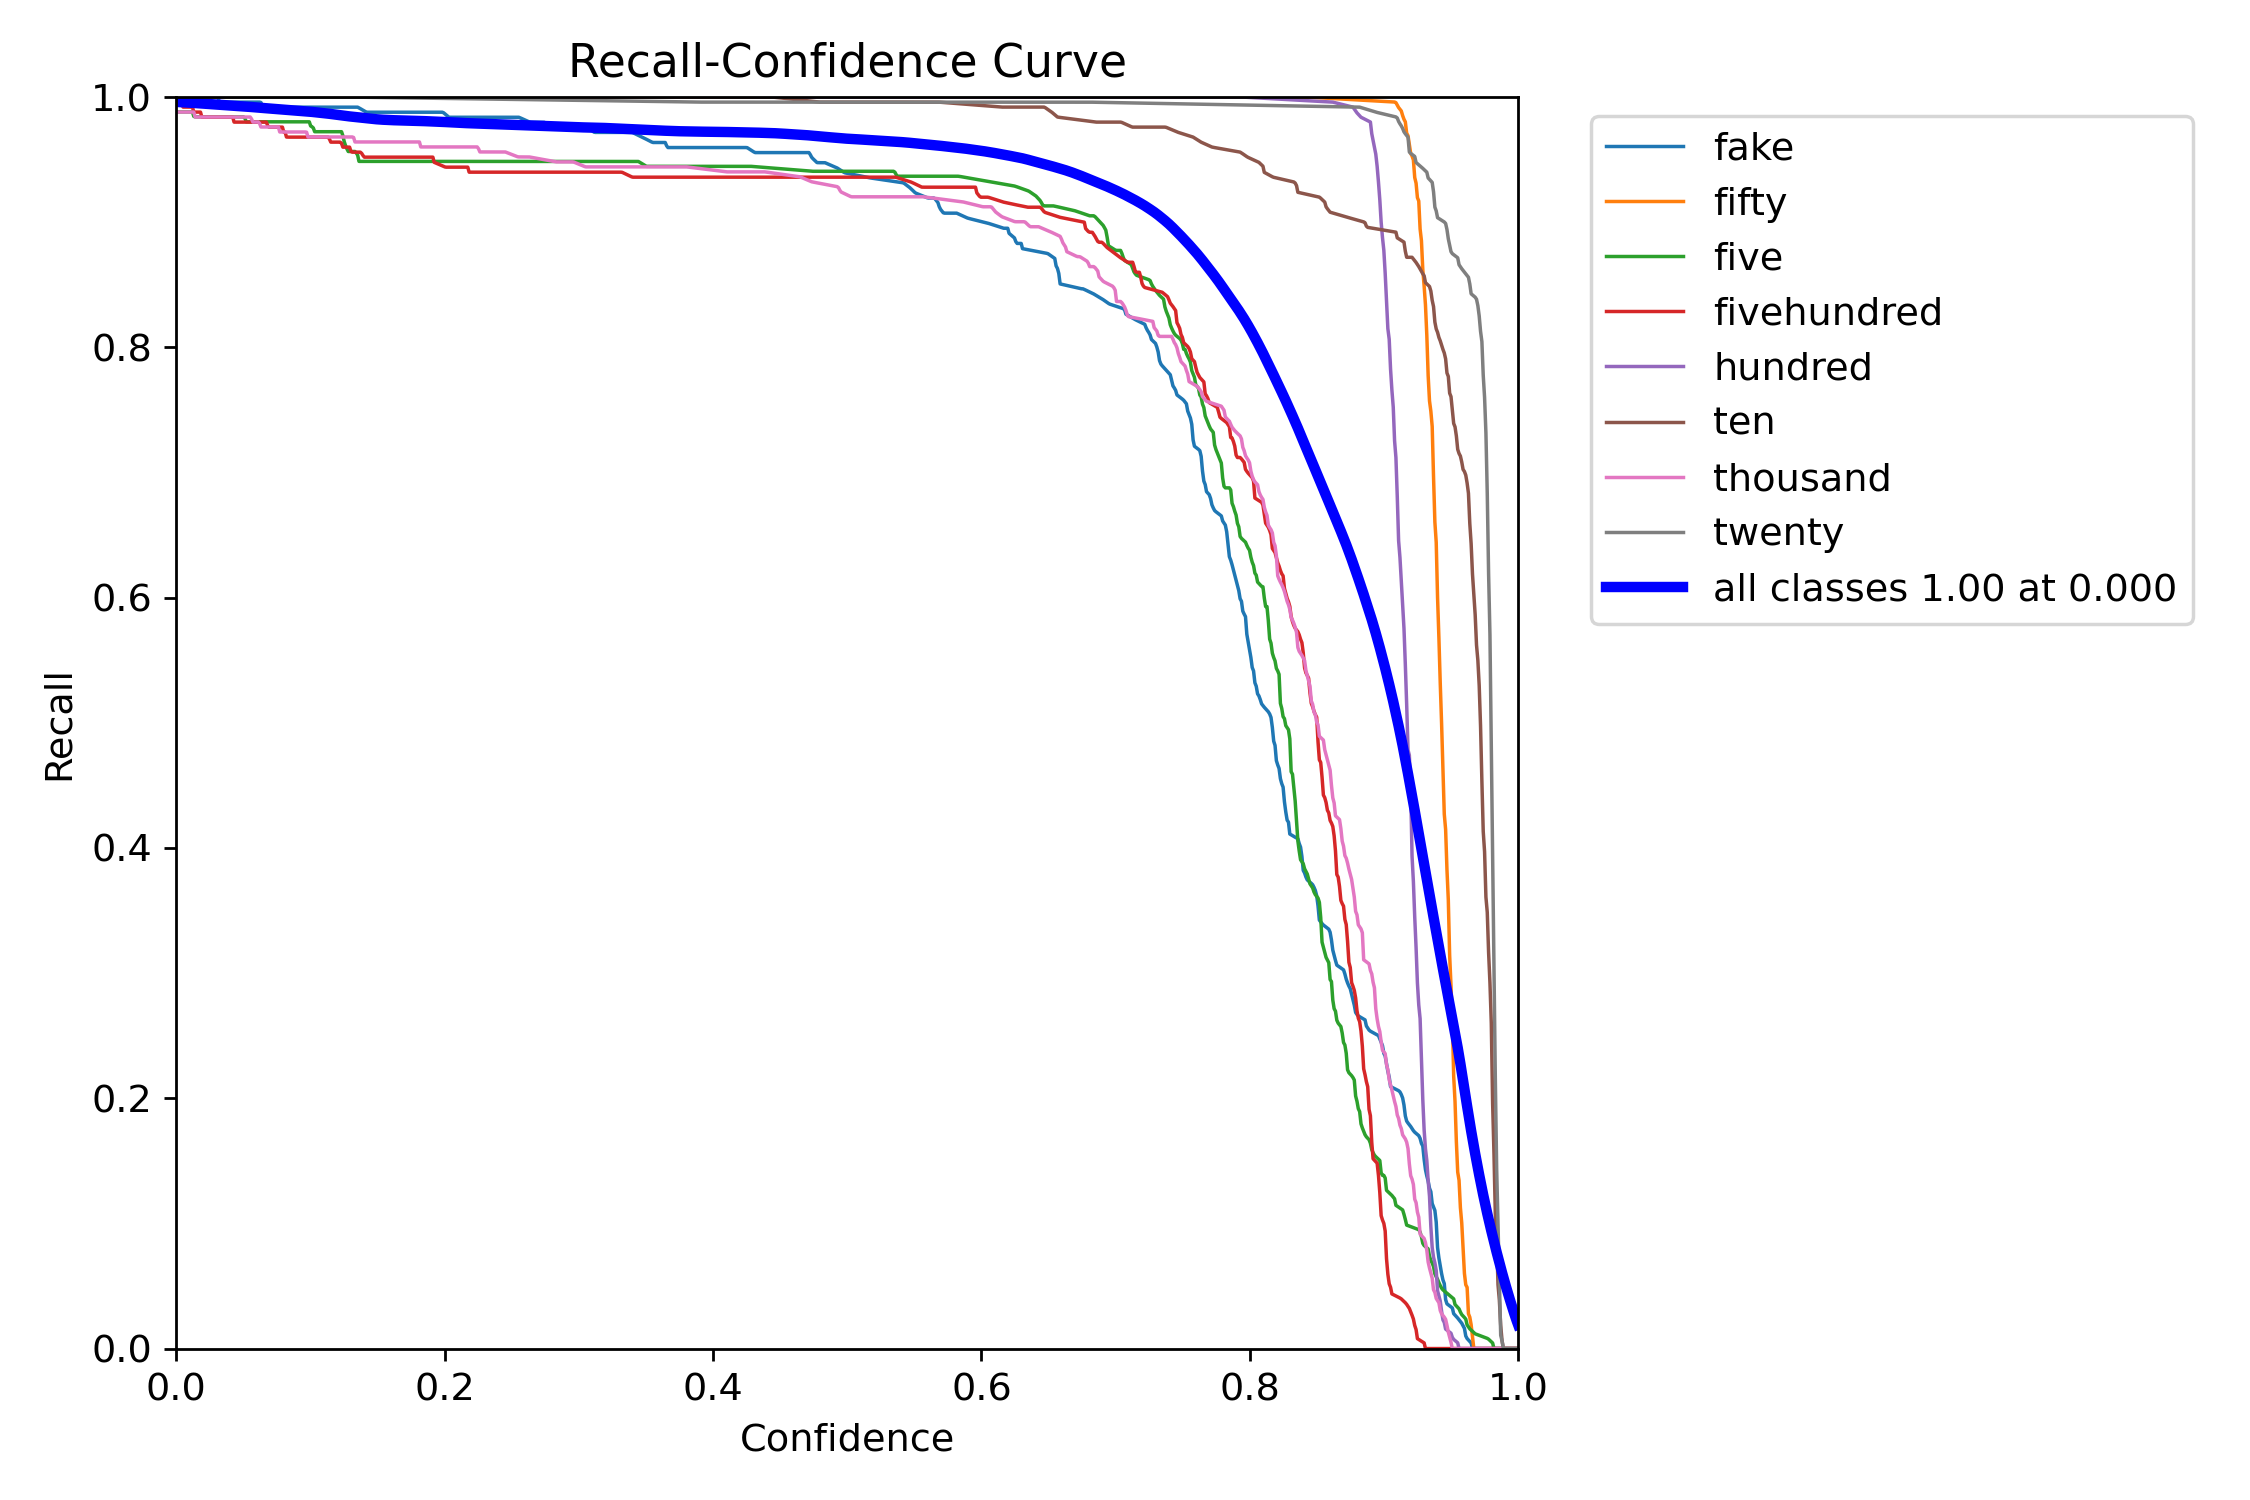 Recall-Confidence Curve
1.0
0.8
0.6
0.4
0.2
0.0
Recall
0.0 0.2 0.4 0.6 0.8 1.0
Confidence
fake
fifty
five
fivehundred
hundred
ten
thousand
twenty
all classes 1.00 at 0.000